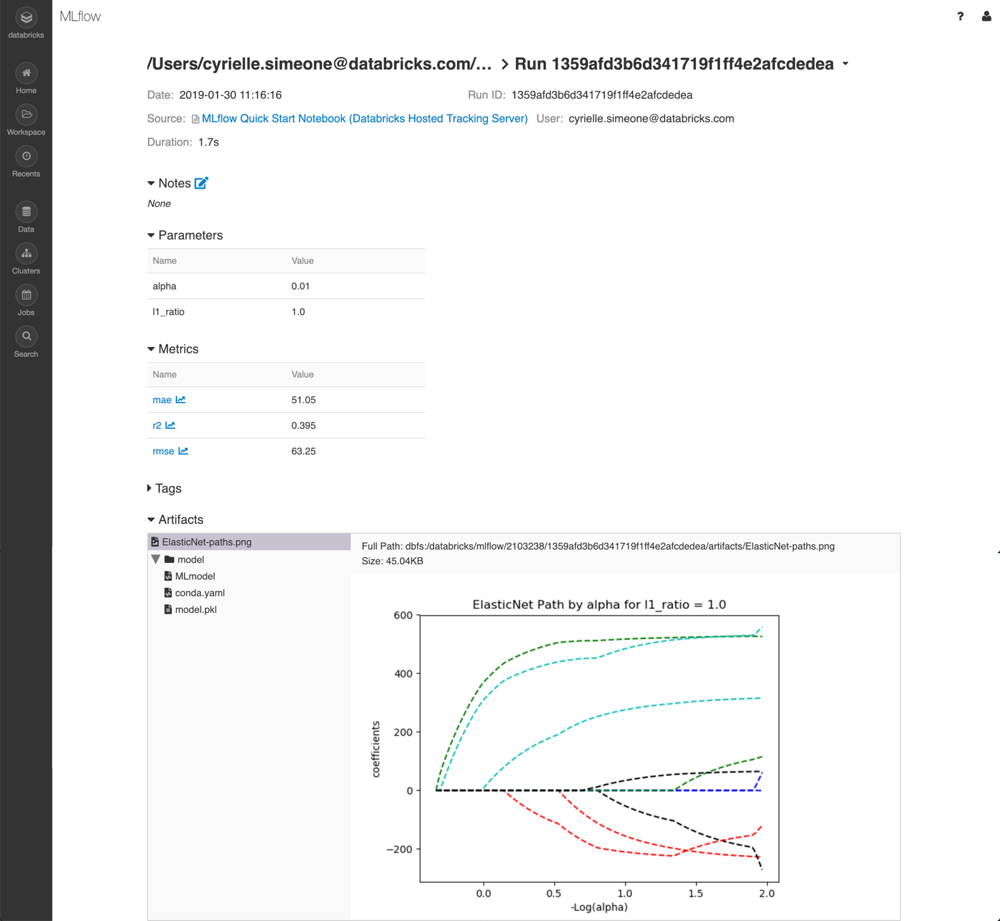 databricks
Home
Workspace
Recents
Data
Clusters
Jobs
Search
MLflow
?
/Users/cyrielle.simeone@databricks.com/... > Run 1359afd3b6d341719f1ff4e2afcdedea
Date: 2019-01-30 11:16:16 Run ID: 1359afd3b6d341719f1ff4e2afcdedea
Source: MLflow Quick Start Notebook (Databricks Hosted Tracking Server) User: cyrielle.simeone@databricks.com
Duration: 1.7s
Notes
None
Parameters
Name Value
alpha 0.01
l1_ratio 1.0
Metrics
Name Value
mae 51.05
r2 0.395
rmse 63.25
Tags
Artifacts
ElasticNet-paths.png
model
MLmodel
conda.yaml
model.pkl
Full Path: dbfs:/databricks/mlflow/2103238/1359afd3b6d341719f1ff4e2afcdedea/artifacts/ElasticNet-paths.png
Size: 45.04KB
ElasticNet Path by alpha for l1_ratio = 1.0
600
400
200
0
−200
coefficients
0.0 0.5 1.0 1.5 2.0
-Log(alpha)